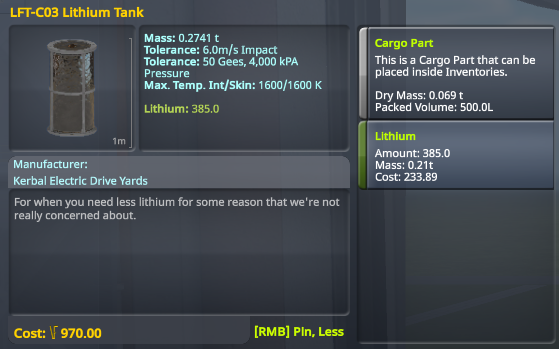 LFT-C03 Lithium Tank
Mass: 0.2741 t
Tolerance: 6.0m/s Impact
Tolerance: 50 Gees, 4,000 kPA
Pressure
Max. Temp. Int/Skin: 1600/1600 K
Lithium: 385.0
1m
Manufacturer:
Kerbal Electric Drive Yards
For when you need less lithium for some reason that we're not
really concerned about.
Cost: 970.00
[RMB] Pin, Less
Cargo Part
This is a Cargo Part that can be
placed inside Inventories.
Dry Mass: 0.069 t
Packed Volume: 500.0L
Lithium
Amount: 385.0
Mass: 0.21t
Cost: 233.89